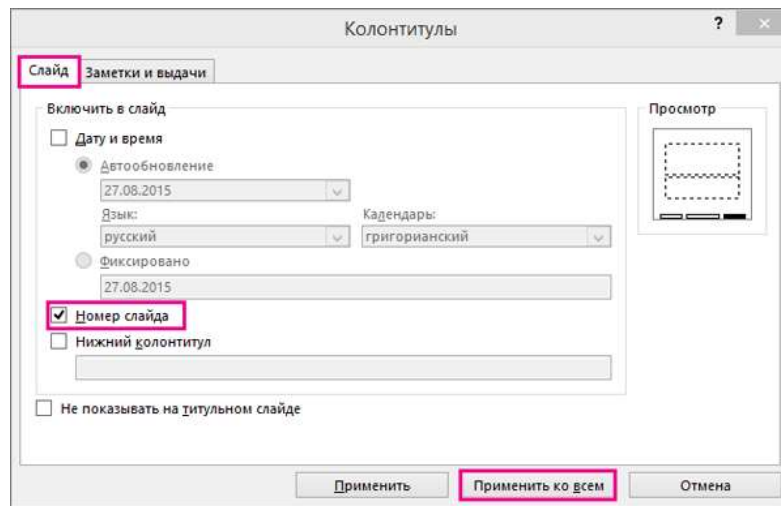 Колонтитулы ?
Слайд Заметки и выдачи
Включить в слайд Просмотр
Дату и время
Автообновление
27.08.2015
Язык: Календарь:
русский григорианский
Фиксировано
27.08.2015
Номер слайда
Нижний колонтитул
Не показывать на титульном слайде
Применить Применить ко всем Отмена